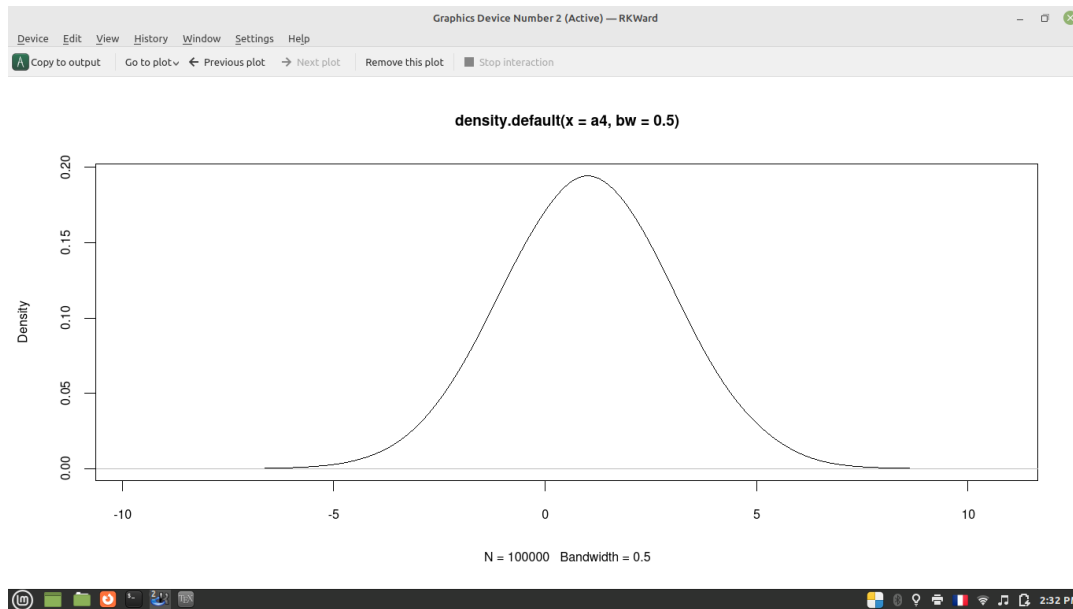 Graphics Device Number 2 (Active) — RKWard
Device Edit View History Window Settings Help
Copy to output Go to plot Previous plot Next plot Remove this plot Stop interaction
density.default(x = a4, bw = 0.5)
0.20
0.15
0.10
0.05
0.00
Density
-10 -5 0 5 10
N = 100000 Bandwidth = 0.5
2:32 PM